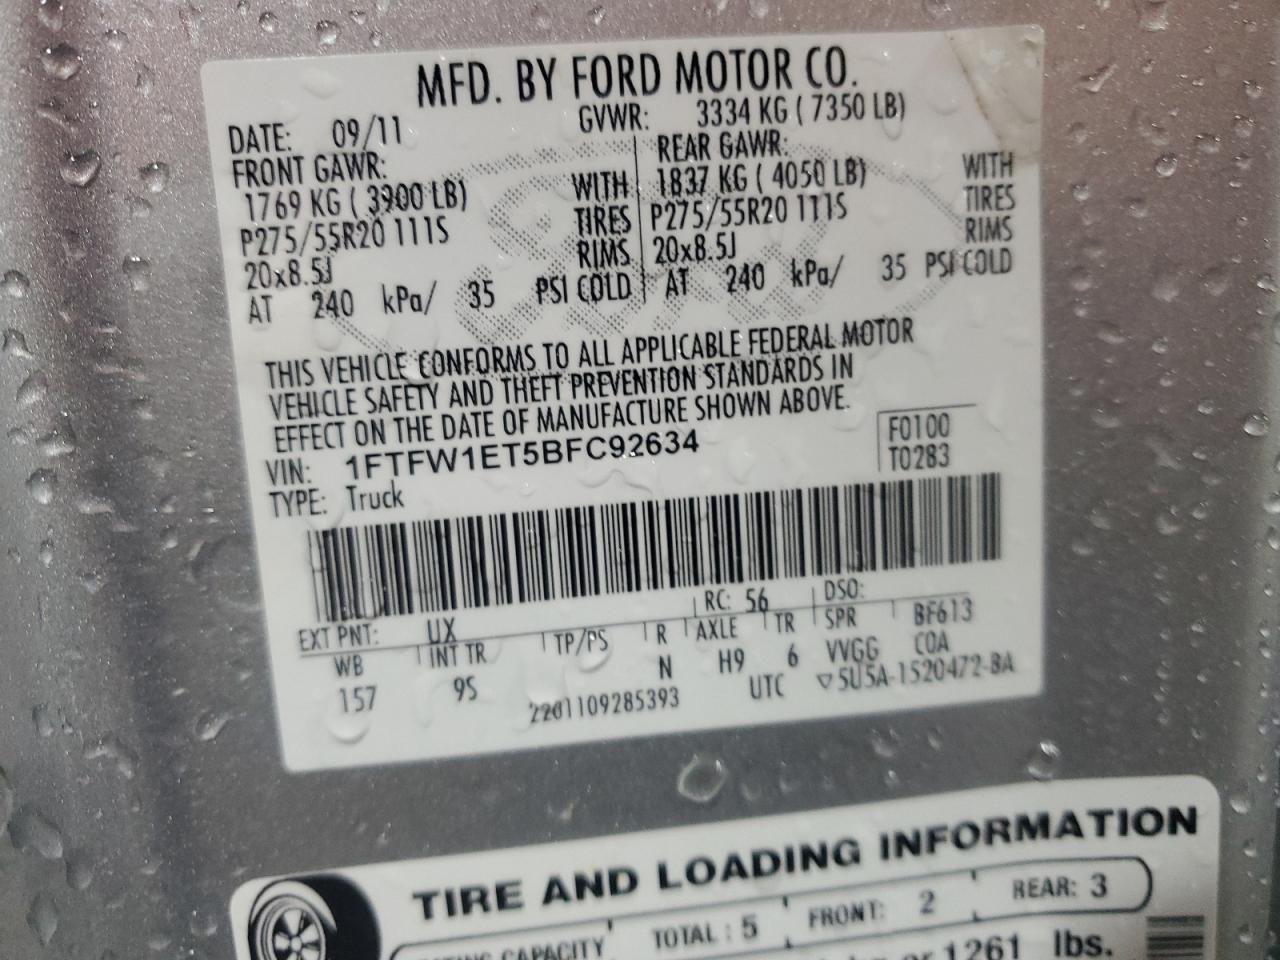 MFD. BY FORD MOTOR CO.
DATE: 09/11 GVWR: 3334 KG ( 7350 LB)
FRONT GAWR: REAR GAWR:
1769 KG ( 3900 LB) WITH 1837 KG ( 4050 LB) WITH
P275/55R20 111S TIRES P275/55R20 111S TIRES
20x8.5J RIMS 20x8.5J RIMS
AT 240 kPa/ 35 PSI COLD AT 240 kPa/ 35 PSI COLD
THIS VEHICLE CONFORMS TO ALL APPLICABLE FEDERAL MOTOR
VEHICLE SAFETY AND THEFT PREVENTION STANDARDS IN
EFFECT ON THE DATE OF MANUFACTURE SHOWN ABOVE.
VIN: 1FTFW1ET5BFC92634 F0100
TYPE: Truck T0283
EXT PNT: UX RC: 56 DSO:
WB INT TR TP/PS R AXLE TR SPR BF613
157 9S N H9 6 VVGG COA
2201109285393 UTC ▽5U5A-1520472-BA
TIRE AND LOADING INFORMATION
CAPACITY TOTAL : 5 FRONT: 2 REAR: 3
or 1261 lbs.